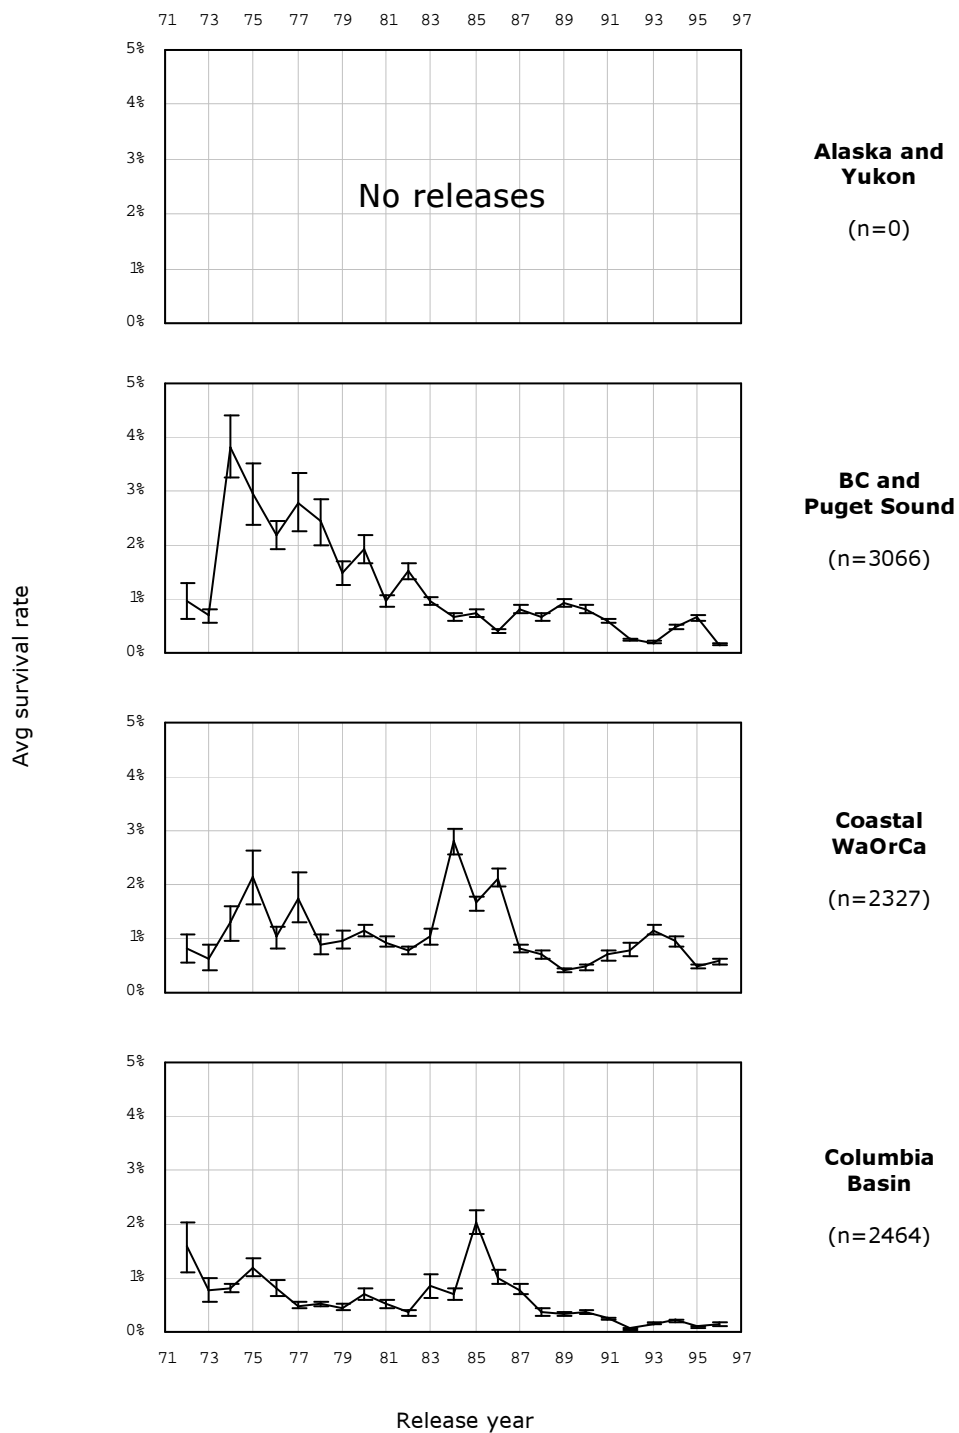 71 73 75 77 79 81 83 85 87 89 91 93 95 97
5%
4%
3%
2%
1%
0%
No releases
Alaska and
Yukon
(n=0)
5%
4%
3%
2%
1%
0%
BC and
Puget Sound
(n=3066)
Avg survival rate
5%
4%
3%
2%
1%
0%
Coastal
WaOrCa
(n=2327)
5%
4%
3%
2%
1%
0%
Columbia
Basin
(n=2464)
71 73 75 77 79 81 83 85 87 89 91 93 95 97
Release year